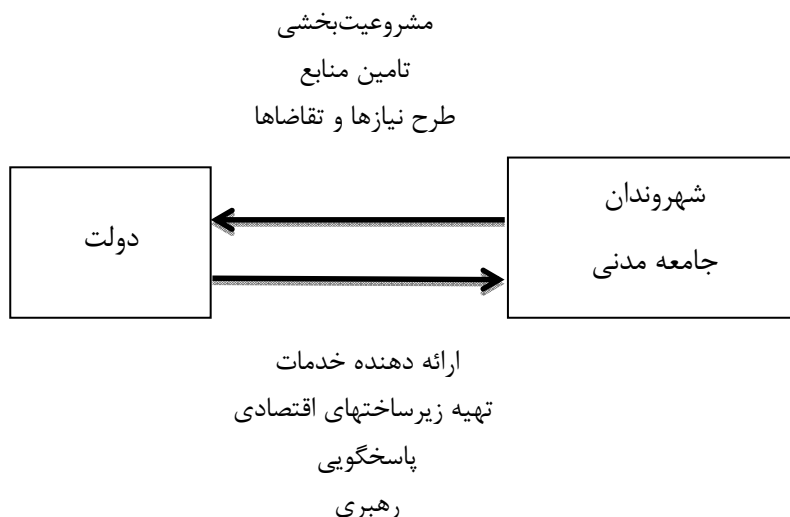 مشروعیت‌بخشی
تامین منابع
طرح نیازها و تقاضاها
شهروندان
جامعه مدنی
دولت
ارائه دهنده خدمات
تهیه زیرساختهای اقتصادی
پاسخگویی
رهبری